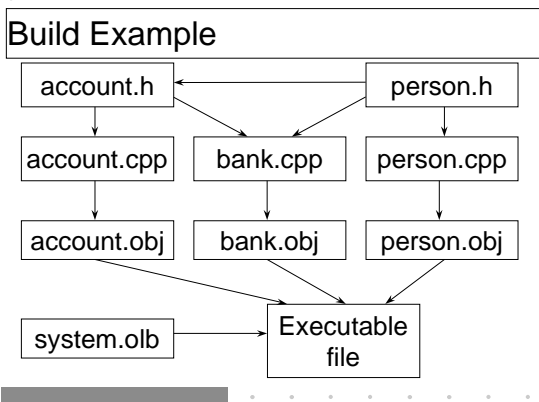 Build Example
account.h
person.h
account.cpp
bank.cpp
person.cpp
account.obj
bank.obj
person.obj
system.olb
Executable
file